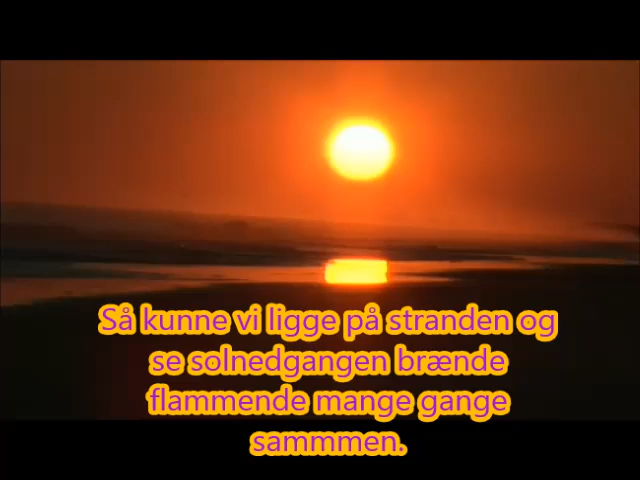 Så kunne vi ligge på stranden og
se solnedgangen brænde
flammende mange gange
sammmen.